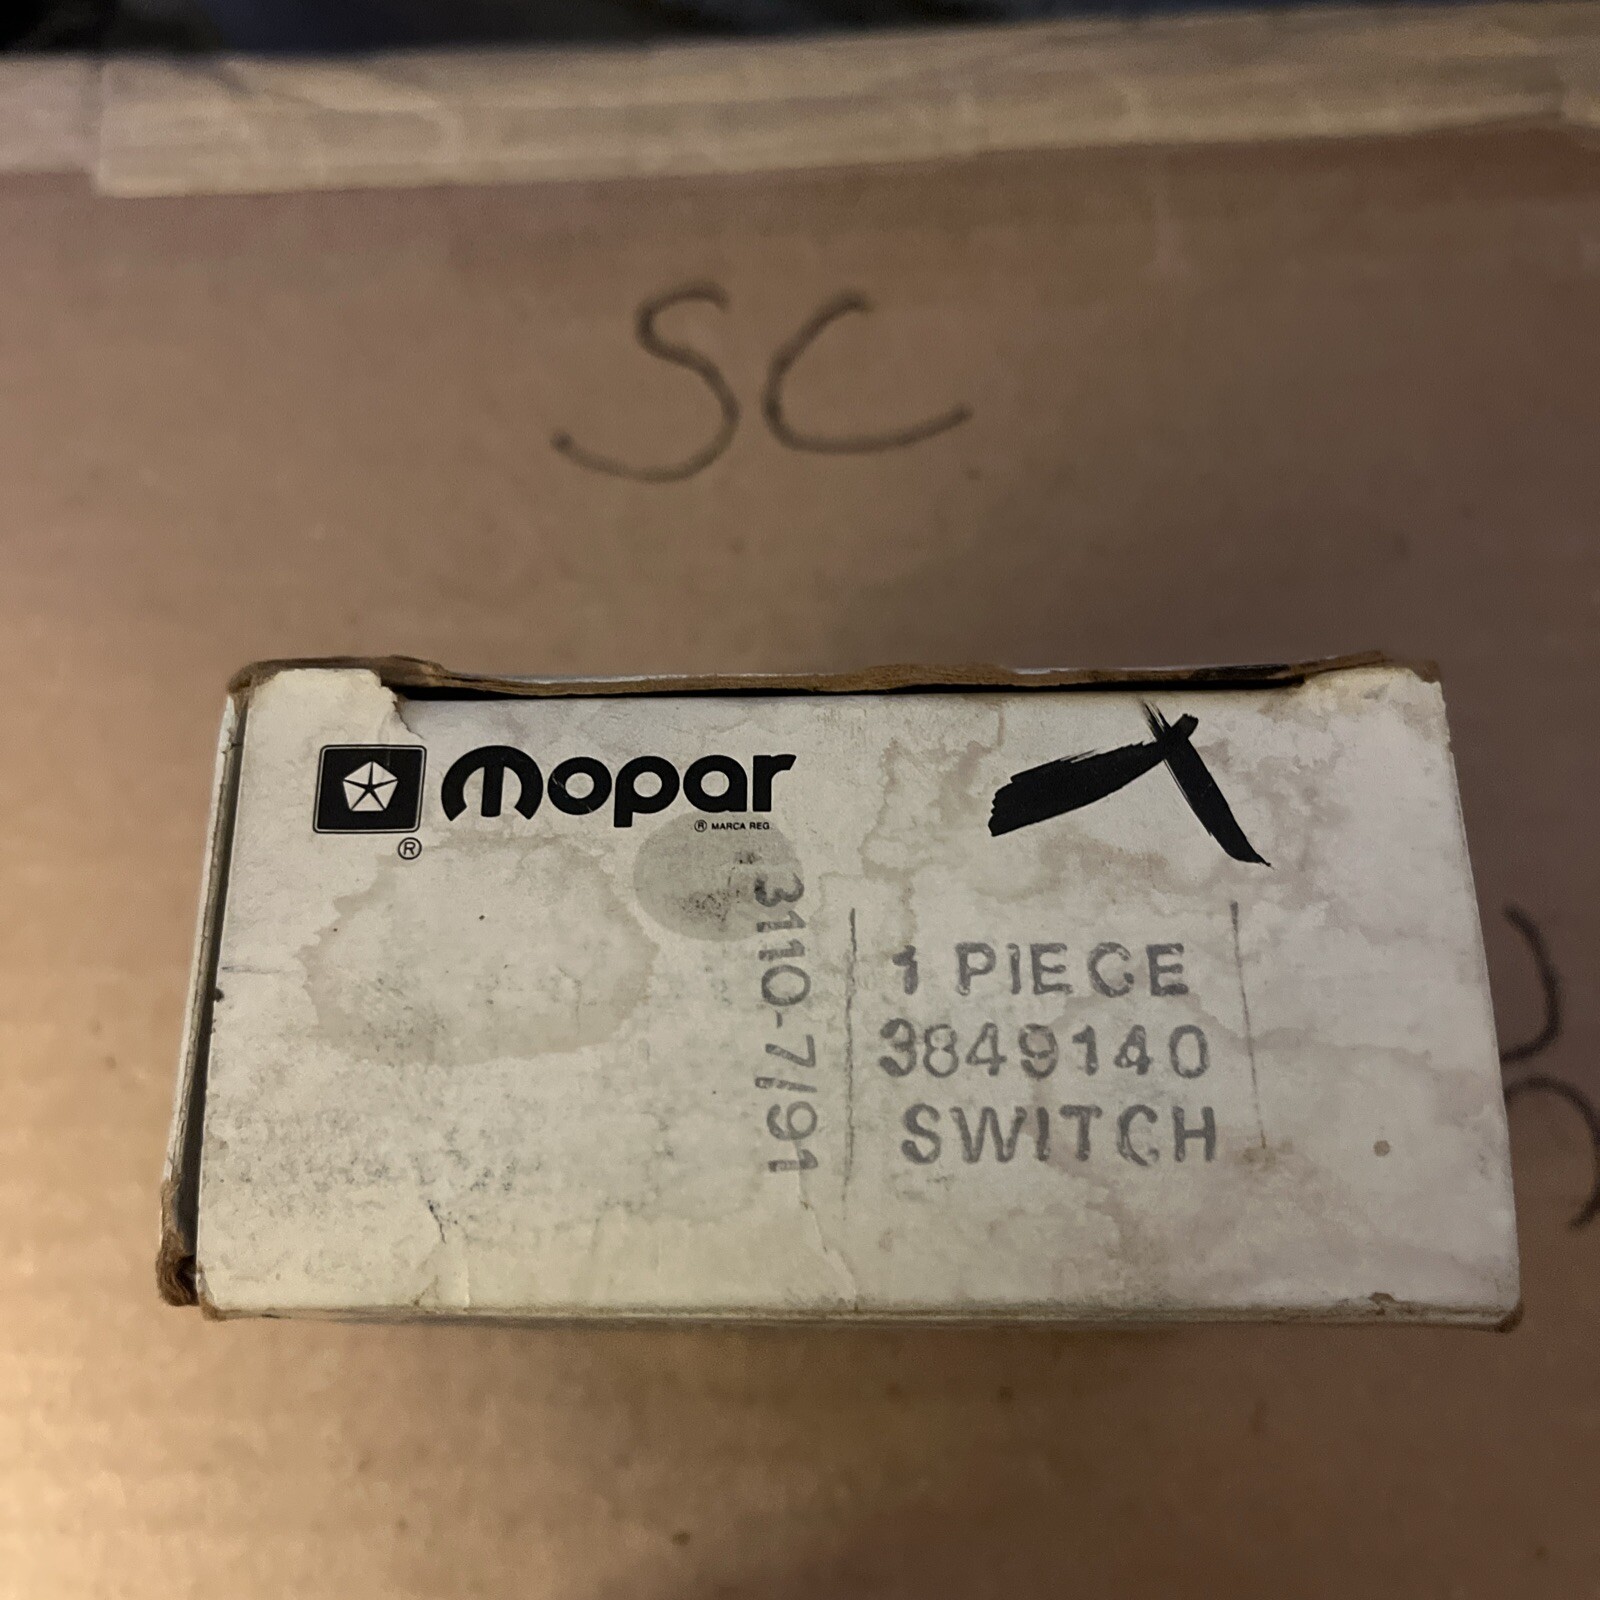 SC
mopar
® MARCA REG.
®
3110-7/91
1 PIECE
3849140
SWITCH